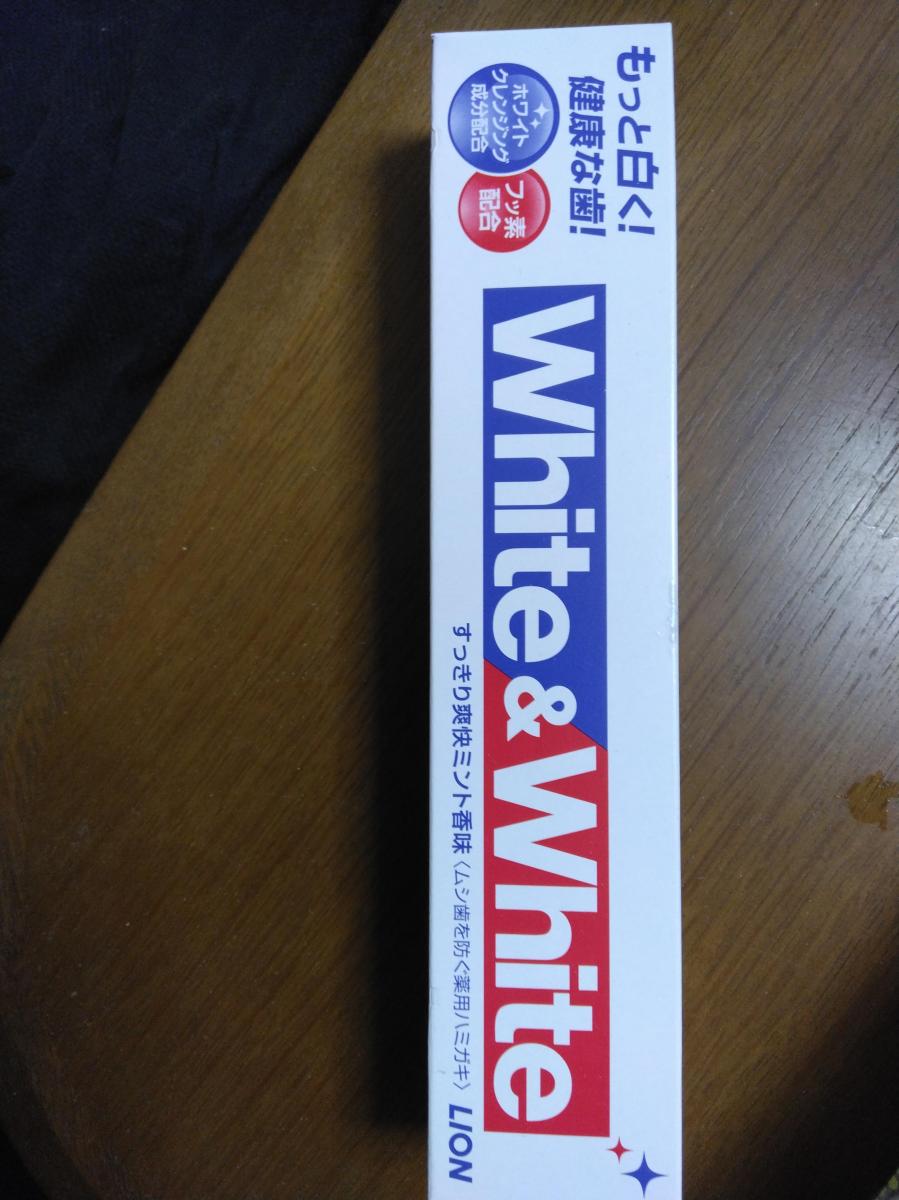 もっと白く!
健康な歯!
ホワイト
クレンジング
成分配合
フッ素
配合
White&White
すっきり爽快ミント香味〈ムシ歯を防ぐ薬用ハミガキ〉 LION